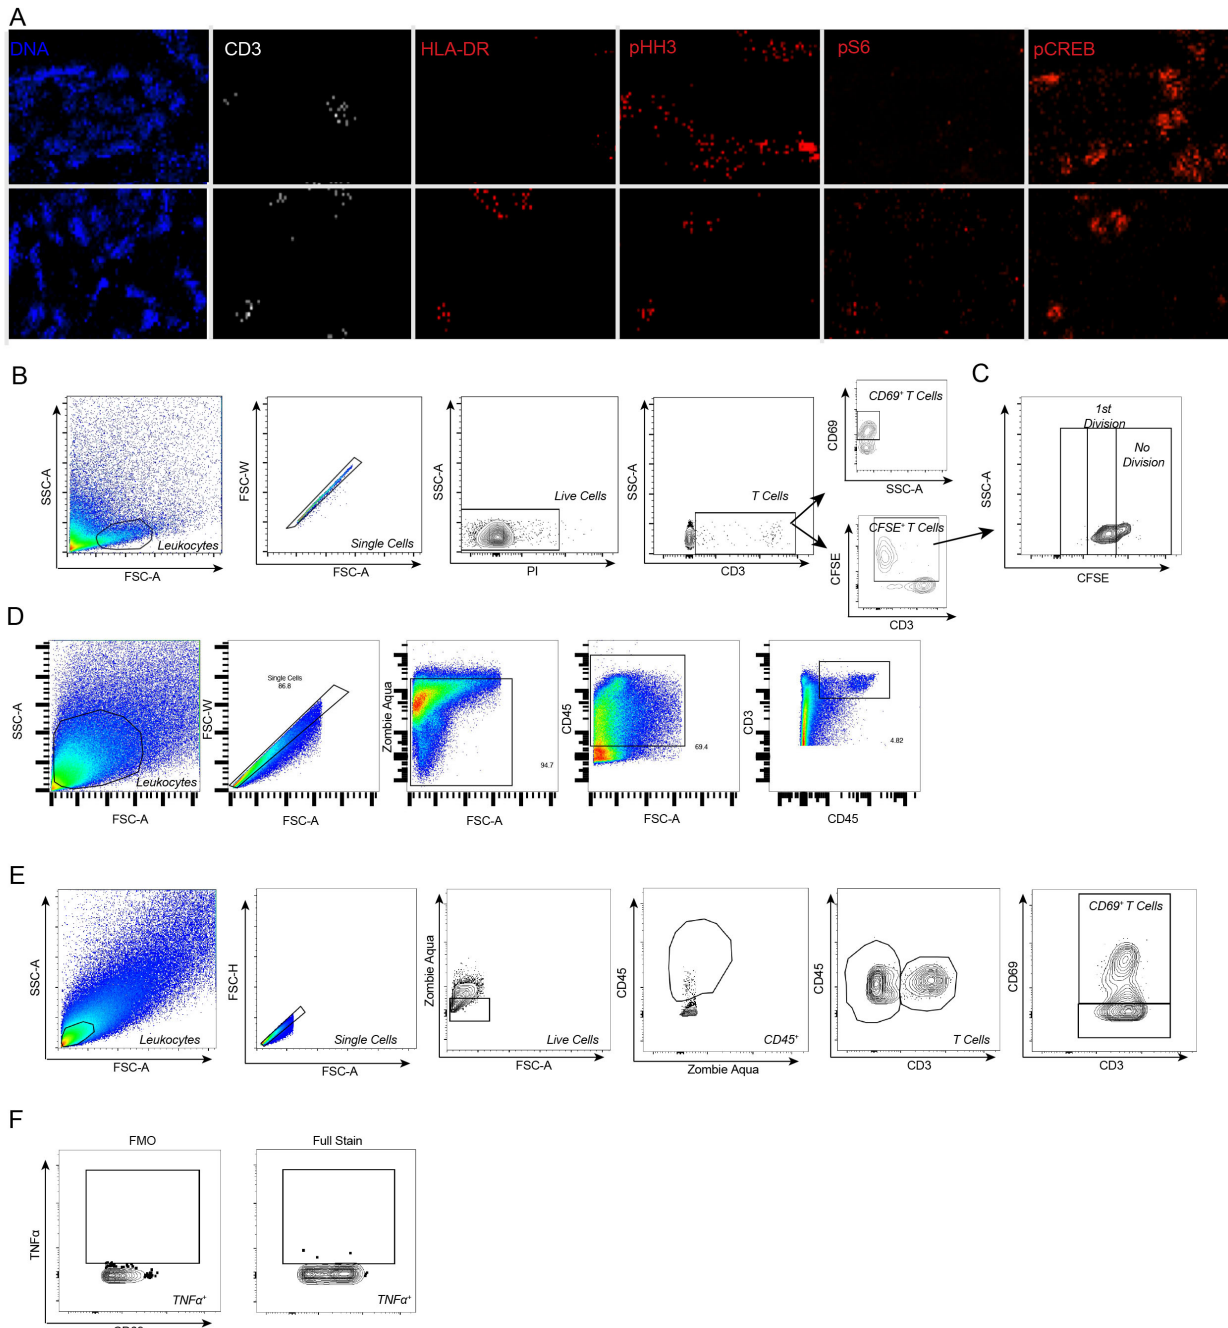 A
DNA
CD3
HLA-DR
pHH3
pS6
pCREB
B
SSC-A
Leukocytes
FSC-A
FSC-W
Single Cells
FSC-A
SSC-A
Live Cells
PI
SSC-A
T Cells
CD3
CD69
CD69⁺ T Cells
SSC-A
CFSE
CFSE⁺ T Cells
CD3
C
SSC-A
1st
Division
No
Division
CFSE
D
SSC-A
Leukocytes
FSC-A
FSC-W
Single Cells
86.8
FSC-A
Zombie Aqua
94.7
FSC-A
CD45
69.4
FSC-A
CD3
4.82
CD45
E
SSC-A
Leukocytes
FSC-A
FSC-H
Single Cells
FSC-A
Zombie Aqua
Live Cells
FSC-A
CD45
CD45⁺
Zombie Aqua
CD45
T Cells
CD3
CD69
CD69⁺ T Cells
CD3
F
FMO
TNFα
TNFα⁺
Full Stain
TNFα⁺